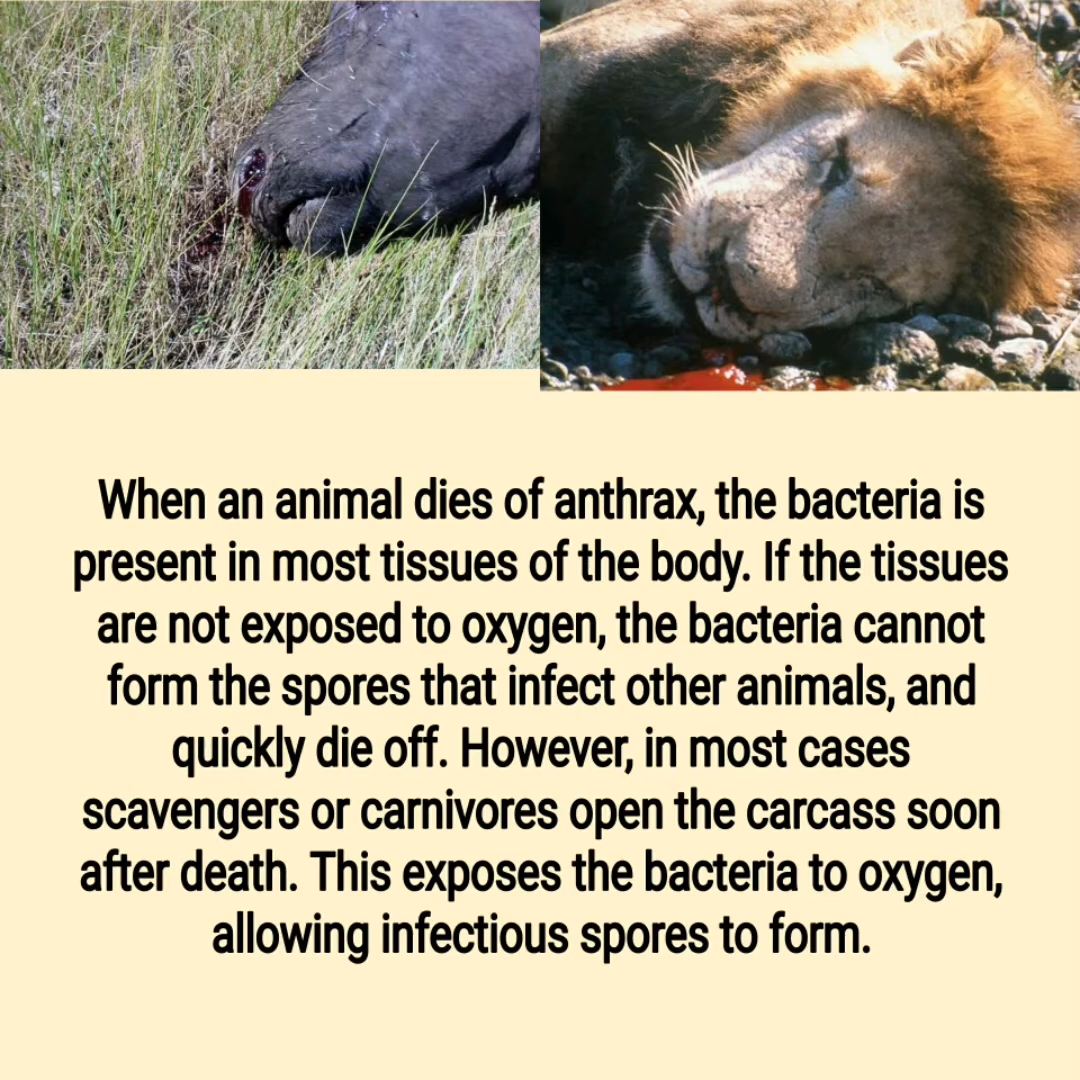 When an animal dies of anthrax, the bacteria is
present in most tissues of the body. If the tissues
are not exposed to oxygen, the bacteria cannot
form the spores that infect other animals, and
quickly die off. However, in most cases
scavengers or carnivores open the carcass soon
after death. This exposes the bacteria to oxygen,
allowing infectious spores to form.